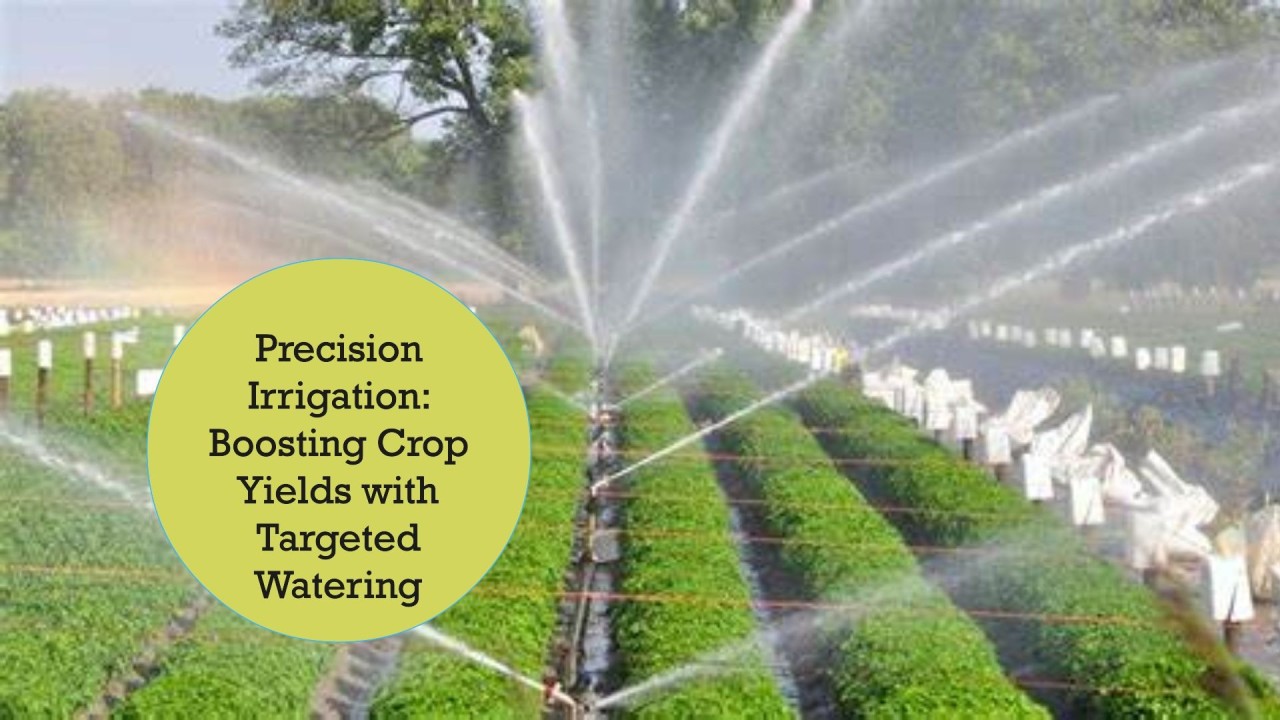 Precision
Irrigation:
Boosting Crop
Yields with
Targeted
Watering